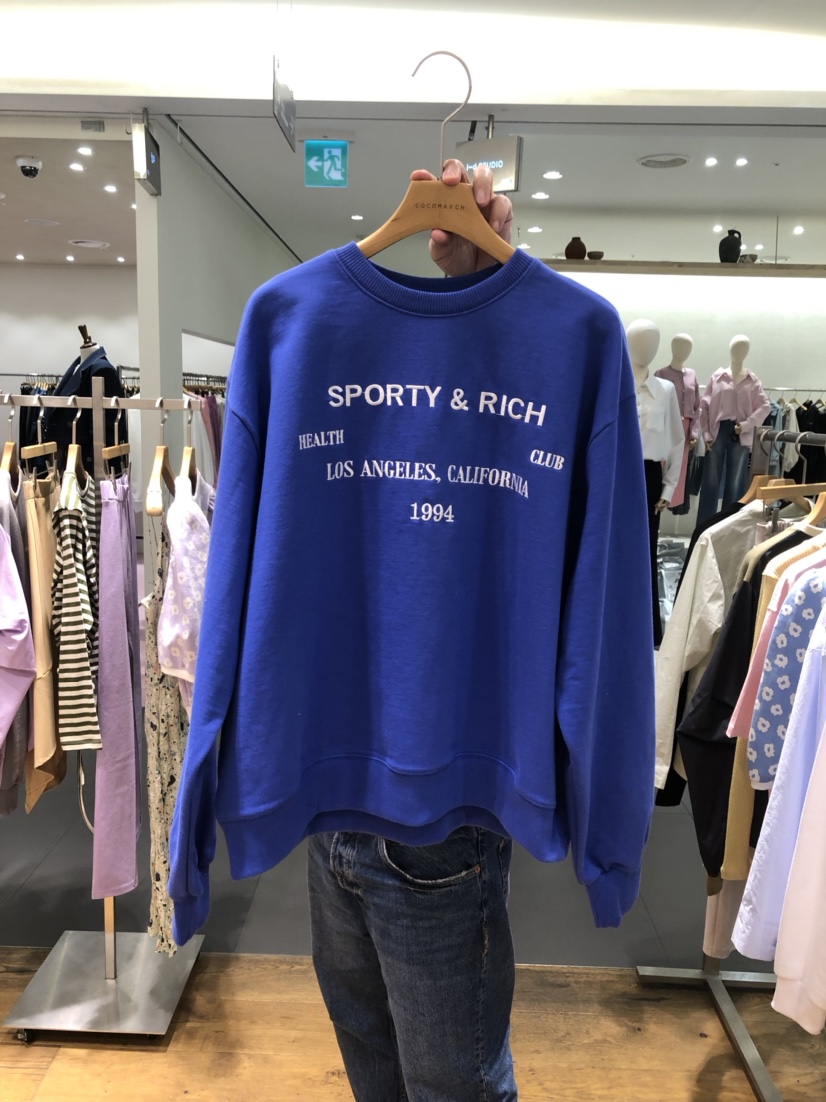 COCOMARCH
SPORTY & RICH
HEALTH CLUB
LOS ANGELES, CALIFORNIA
1994